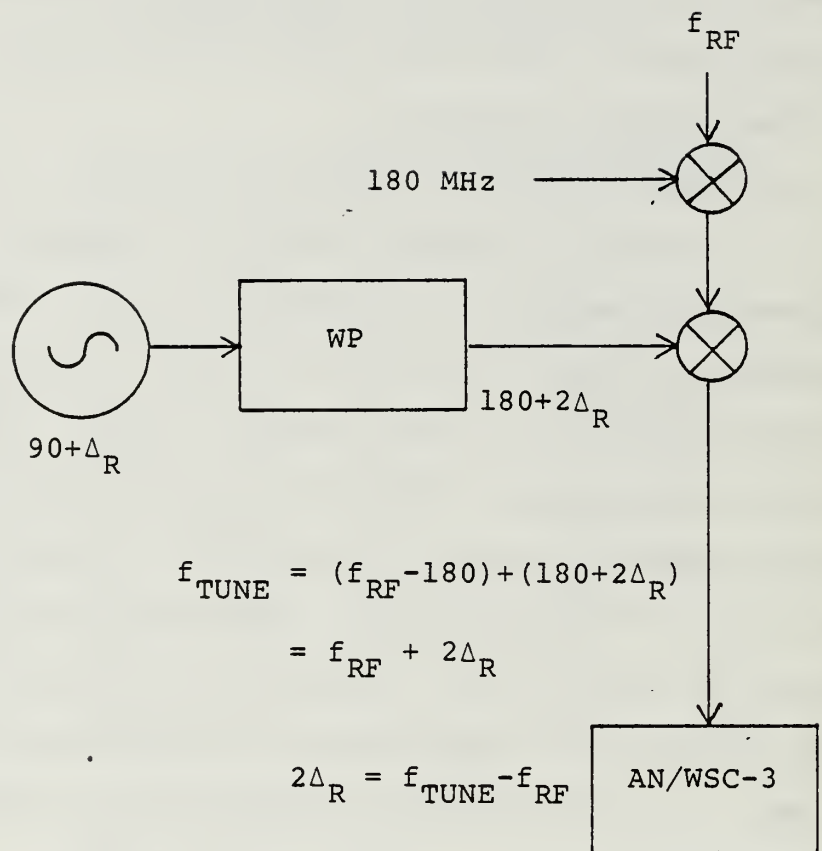 f_RF
180 MHz
WP
180+2Δ_R
90+Δ_R
f_TUNE = (f_RF-180)+(180+2Δ_R)
= f_RF + 2Δ_R
2Δ_R = f_TUNE-f_RF
AN/WSC-3